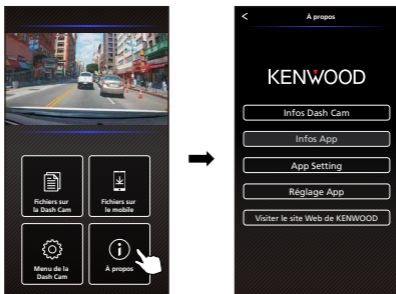 Fichiers sur
la Dash Cam
Fichiers sur
le mobile
Menu de la
Dash Cam
À propos
<
À propos
KENWOOD
Infos Dash Cam
Infos App
App Setting
Réglage App
Visiter le site Web de KENWOOD